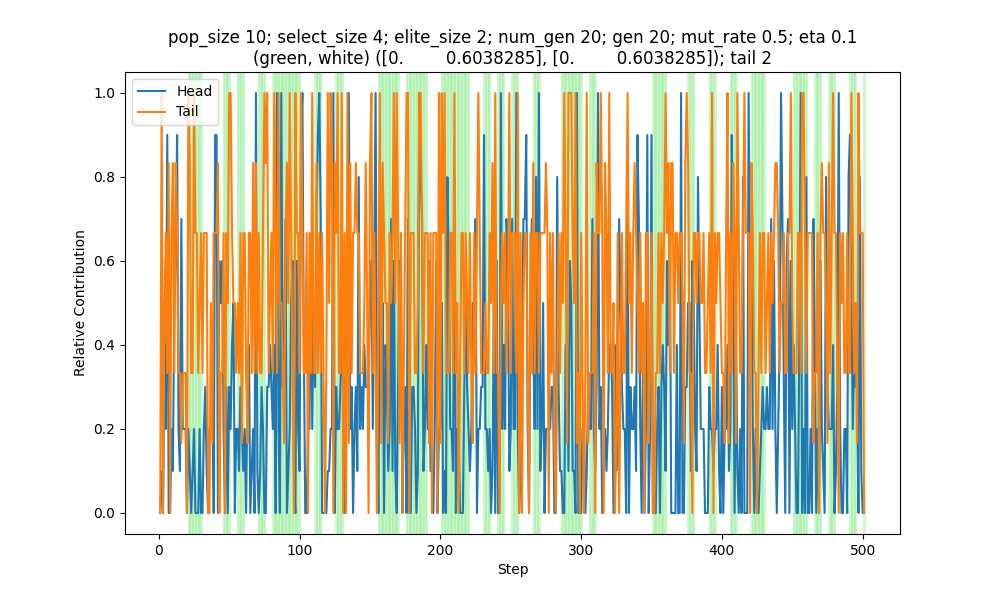 pop_size 10; select_size 4; elite_size 2; num_gen 20; gen 20; mut_rate 0.5; eta 0.1
(green, white) ([0. 0.6038285], [0. 0.6038285]); tail 2
Head
Tail
Relative Contribution
1.0
0.8
0.6
0.4
0.2
0.0
0
100
200
300
400
500
Step